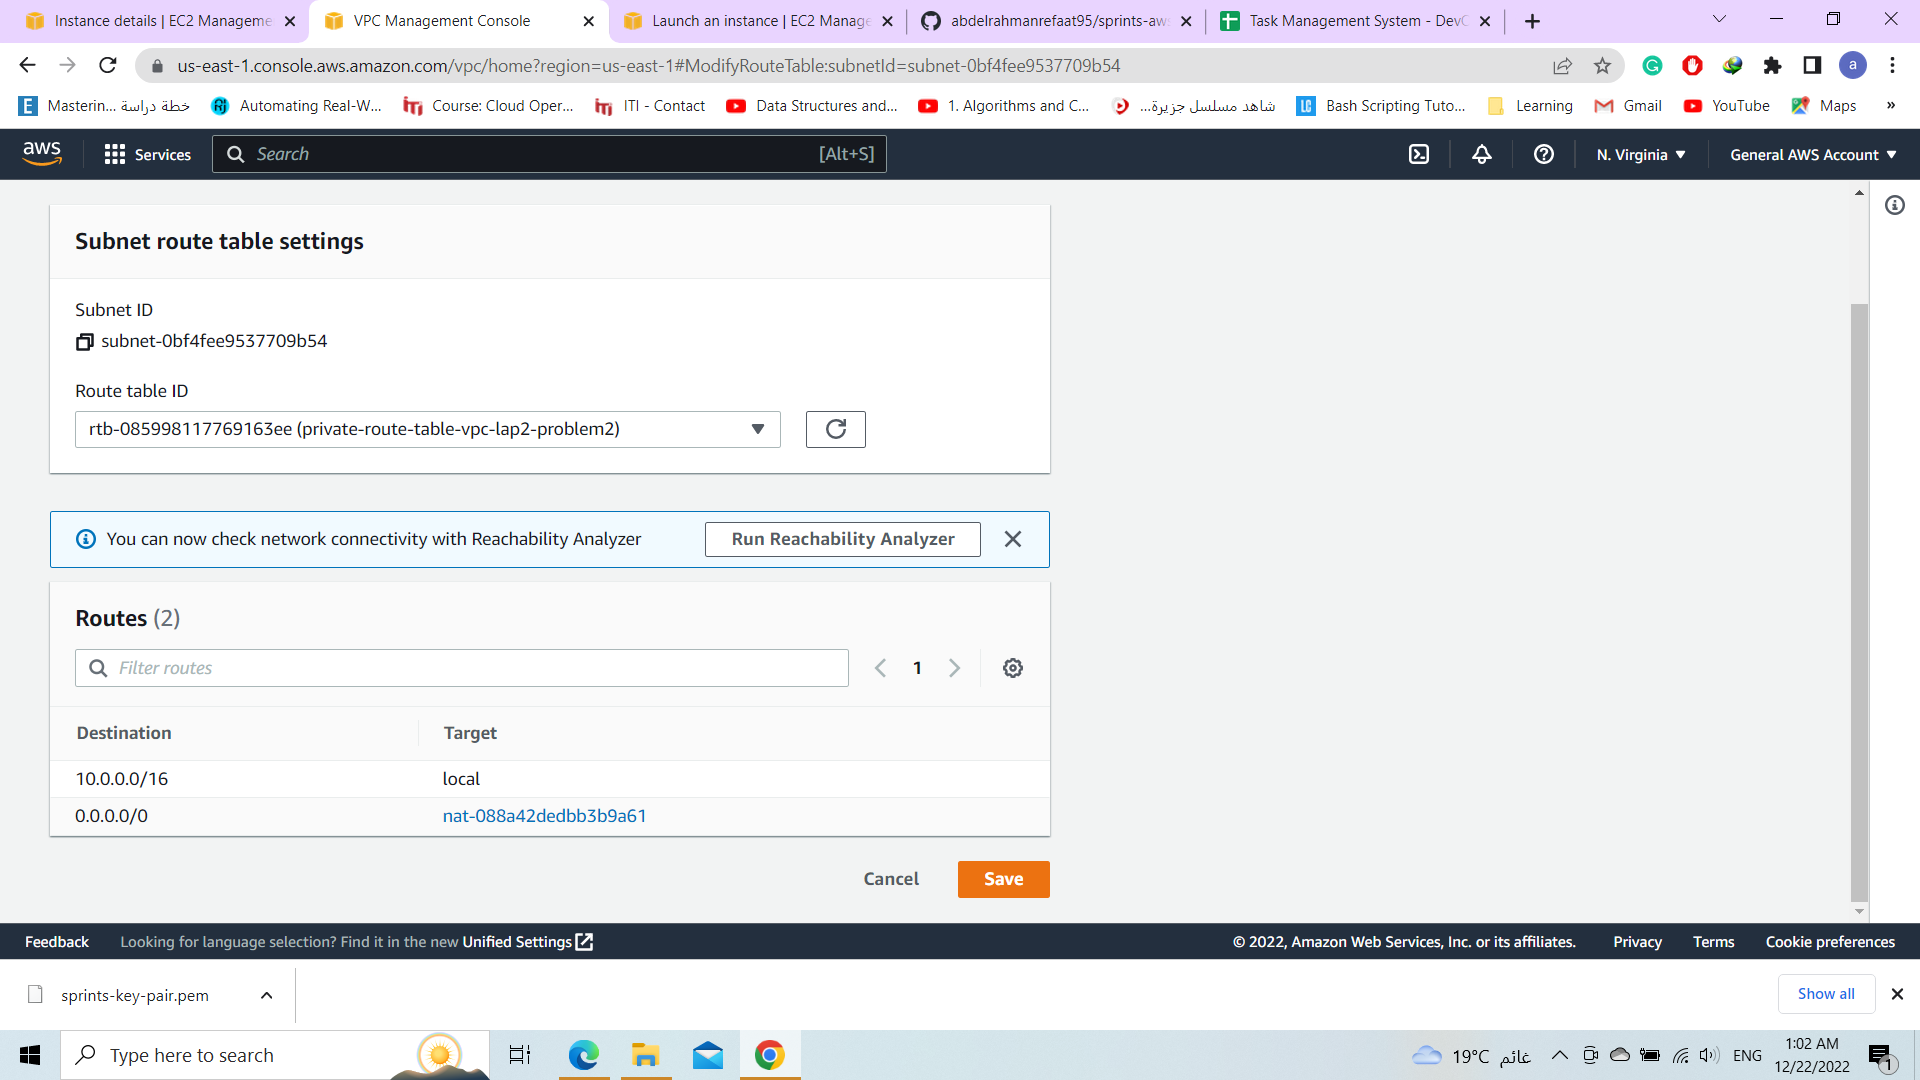 Instance details | EC2 Manageme
VPC Management Console
Launch an instance | EC2 Manage
abdelrahmanrefaat95/sprints-aws
Task Management System - DevO
us-east-1.console.aws.amazon.com/vpc/home?region=us-east-1#ModifyRouteTable:subnetId=subnet-0bf4fee9537709b54
a
Masterin... خطة دراسة
Automating Real-W...
Course: Cloud Oper...
ITI - Contact
Data Structures and...
1. Algorithms and C...
شاهد مسلسل جزيرة...
Bash Scripting Tuto...
Learning
Gmail
YouTube
Maps
»
aws
Services
Search
[Alt+S]
N. Virginia
General AWS Account
Subnet route table settings
Subnet ID
subnet-0bf4fee9537709b54
Route table ID
rtb-085998117769163ee (private-route-table-vpc-lap2-problem2)
You can now check network connectivity with Reachability Analyzer
Run Reachability Analyzer
Routes (2)
Filter routes
1
Destination
Target
10.0.0.0/16
local
0.0.0.0/0
nat-088a42dedbb3b9a61
Cancel
Save
Feedback
Looking for language selection? Find it in the new Unified Settings
© 2022, Amazon Web Services, Inc. or its affiliates.
Privacy
Terms
Cookie preferences
sprints-key-pair.pem
Show all
Type here to search
19°C غائم
ENG
1:02 AM
12/22/2022
1